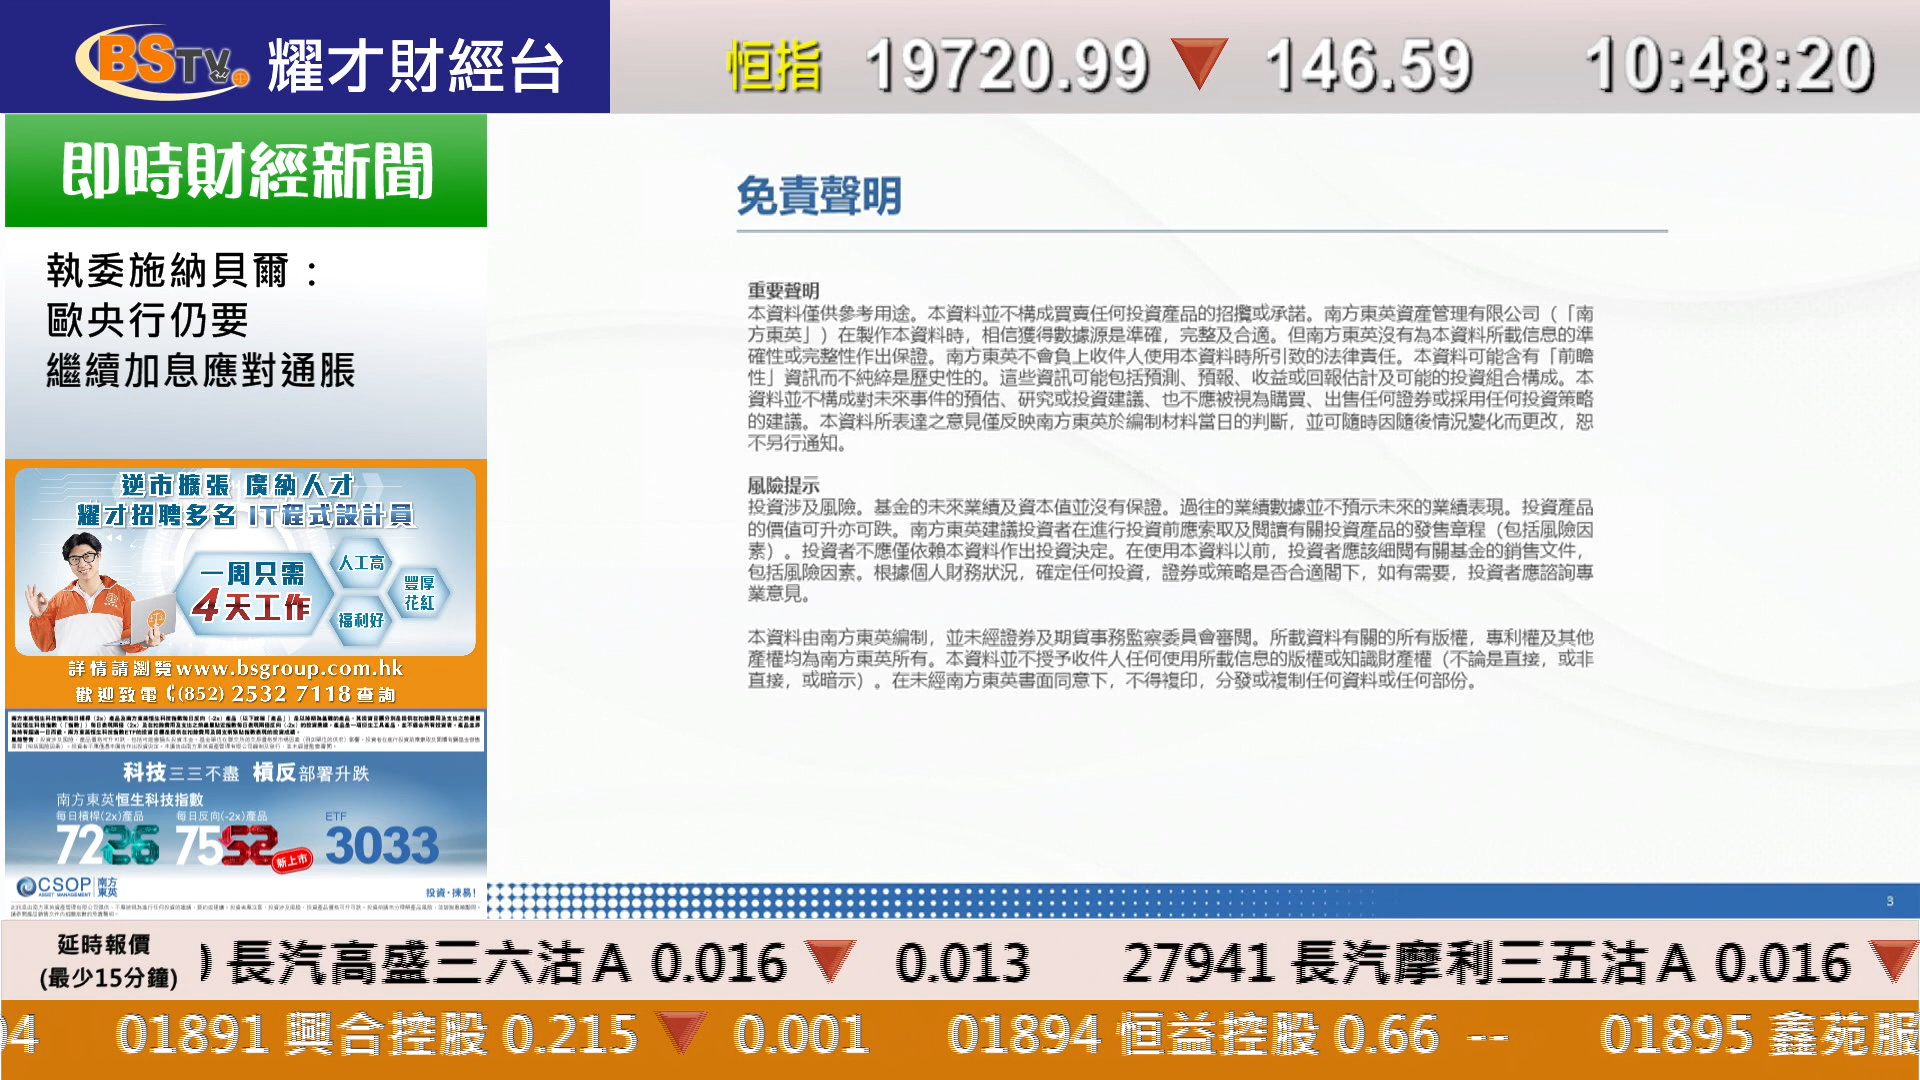 BSTV 耀才財經台
恒指 19720.99 ▼ 146.59 10:48:20
即時財經新聞
執委施納貝爾：
歐央行仍要
繼續加息應對通脹
逆市擴張 廣納人才
耀才招聘多名 IT程式設計員
一周只需
4天工作
人工高
豐厚
花紅
福利好
詳情請瀏覽www.bsgroup.com.hk
歡迎致電 (852) 2532 7118 查詢
科技三三不盡 槓反部署升跌
南方東英恒生科技指數
每日槓桿(2x)產品 每日反向(-2x)產品 ETF
7226 7552 3033
新上市
CSOP 南方東英
ASSET MANAGEMENT
投資·揀易!
免責聲明
重要聲明
本資料僅供參考用途。本資料並不構成買賣任何投資產品的招攬或承諾。南方東英資產管理有限公司（「南
方東英」）在製作本資料時，相信獲得數據源是準確，完整及合適。但南方東英沒有為本資料所載信息的準
確性或完整性作出保證。南方東英不會負上收件人使用本資料時所引致的法律責任。本資料可能含有「前瞻
性」資訊而不純綷是歷史性的。這些資訊可能包括預測、預報、收益或回報估計及可能的投資組合構成。本
資料並不構成對未來事件的預估、研究或投資建議、也不應被視為購買、出售任何證券或採用任何投資策略
的建議。本資料所表達之意見僅反映南方東英於編制材料當日的判斷，並可隨時因隨後情況變化而更改，恕
不另行通知。
風險提示
投資涉及風險。基金的未來業績及資本值並沒有保證。過往的業績數據並不預示未來的業績表現。投資產品
的價值可升亦可跌。南方東英建議投資者在進行投資前應索取及閱讀有關投資產品的發售章程（包括風險因
素）。投資者不應僅依賴本資料作出投資決定。在使用本資料以前，投資者應該細閱有關基金的銷售文件，
包括風險因素。根據個人財務狀況，確定任何投資，證券或策略是否合適閣下，如有需要，投資者應諮詢專
業意見。
本資料由南方東英編制，並未經證券及期貨事務監察委員會審閱。所載資料有關的所有版權，專利權及其他
產權均為南方東英所有。本資料並不授予收件人任何使用所載信息的版權或知識財產權（不論是直接，或非
直接，或暗示）。在未經南方東英書面同意下，不得複印，分發或複制任何資料或任何部份。
3
延時報價
(最少15分鐘)
) 長汽高盛三六沽A 0.016 ▼ 0.013 27941 長汽摩利三五沽A 0.016 ▼
94 01891 興合控股 0.215 ▼ 0.001 01894 恒益控股 0.66 -- 01895 鑫苑服